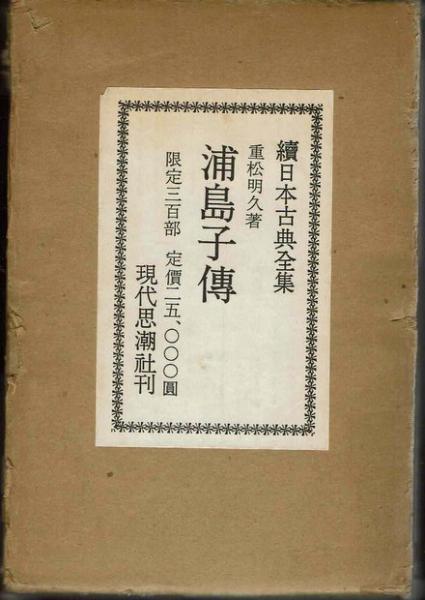 續日本古典全集
重松明久著
浦島子傳
限定三百部 定價二五、〇〇〇圓
現代思潮社刊